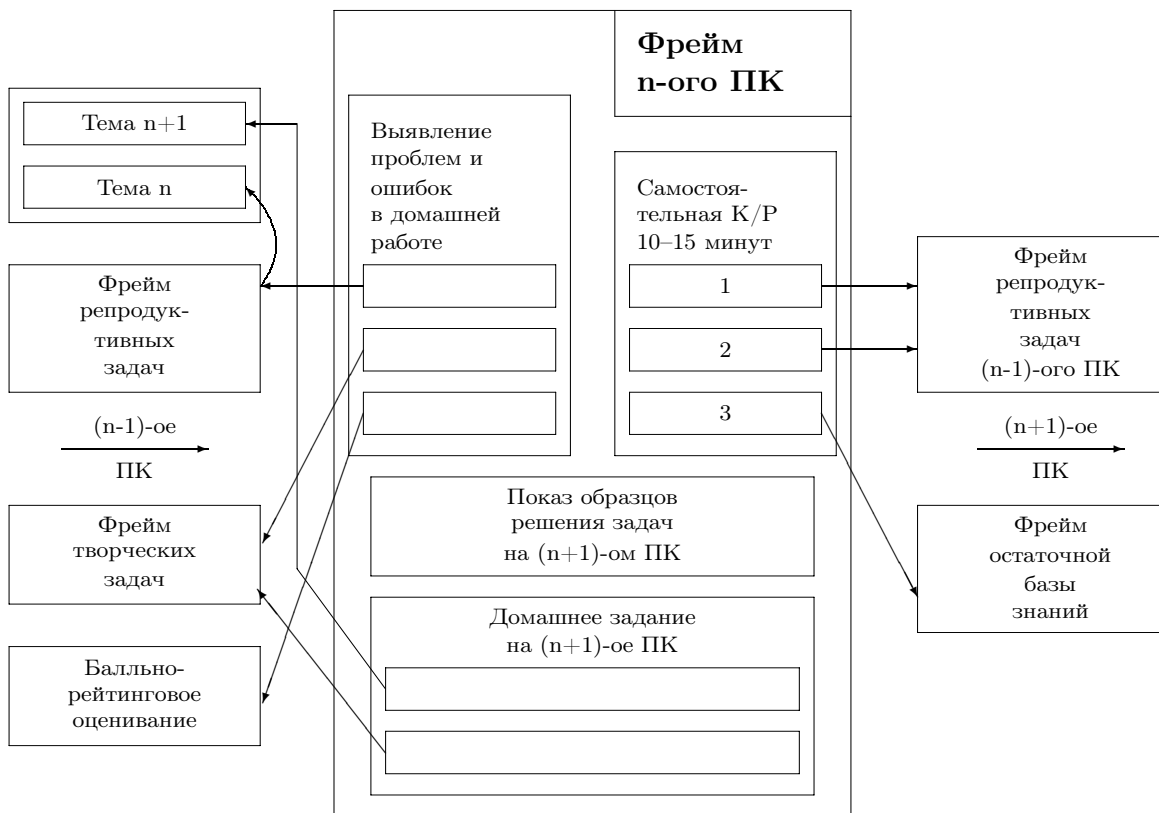 Фрейм
n-ого ПК
Тема n+1
Тема n
Фрейм
репродук-
тивных
задач
(n-1)-ое
ПК
Фрейм
творческих
задач
Балльно-
рейтинговое
оценивание
Выявление
проблем и
ошибок
в домашней
работе
Самостоя-
тельная К/Р
10–15 минут
1
2
3
Показ образцов
решения задач
на (n+1)-ом ПК
Домашнее задание
на (n+1)-ое ПК
Фрейм
репродук-
тивных
задач
(n-1)-ого ПК
(n+1)-ое
ПК
Фрейм
остаточной
базы
знаний